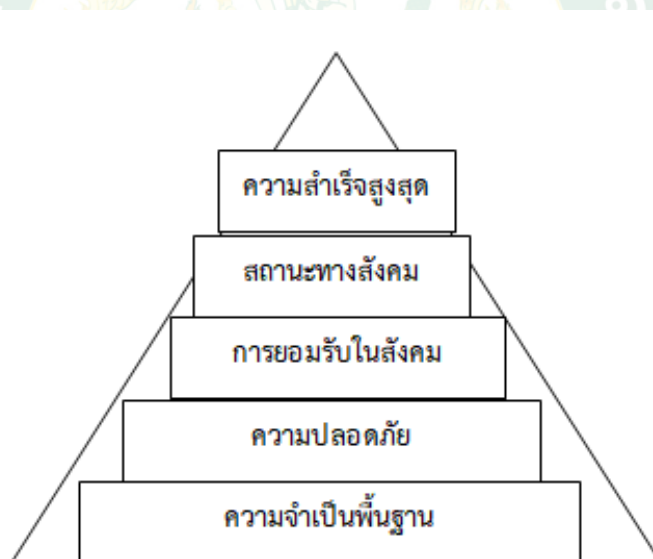 ความสำเร็จสูงสุด
สถานะทางสังคม
การยอมรับในสังคม
ความปลอดภัย
ความจำเป็นพื้นฐาน